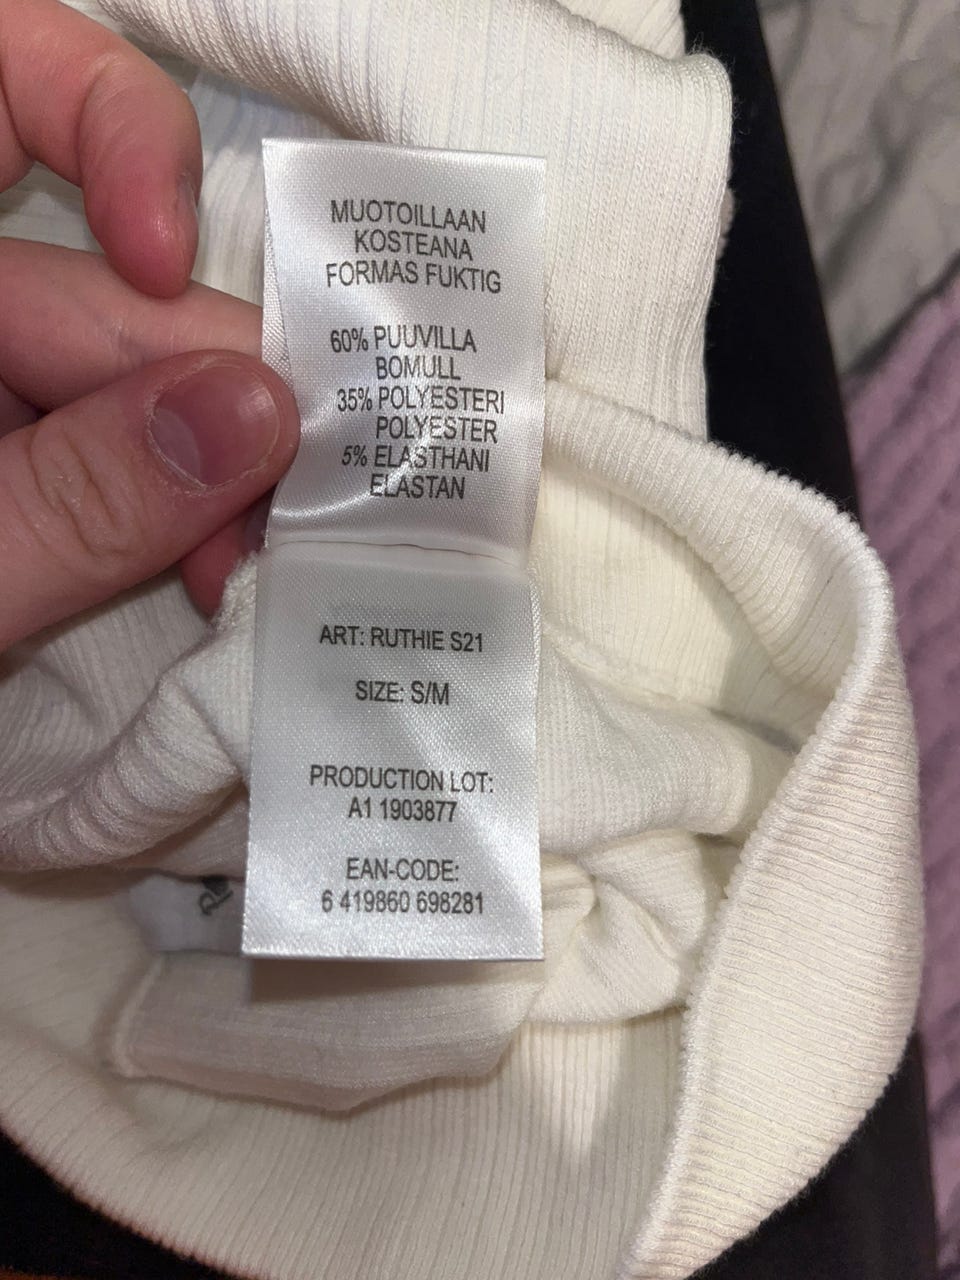 MUOTOILLAAN
KOSTEANA
FORMAS FUKTIG
60% PUUVILLA
BOMULL
35% POLYESTERI
POLYESTER
5% ELASTHANI
ELASTAN
ART: RUTHIE S21
SIZE: S/M
PRODUCTION LOT:
A1 1903877
EAN-CODE:
6 419860 698281